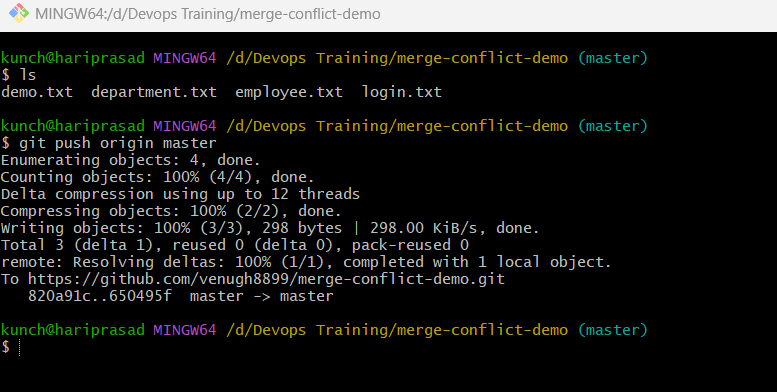 MINGW64:/d/Devops Training/merge-conflict-demo
kunch@hariprasad MINGW64 /d/Devops Training/merge-conflict-demo (master)
$ ls
demo.txt  department.txt  employee.txt  login.txt
kunch@hariprasad MINGW64 /d/Devops Training/merge-conflict-demo (master)
$ git push origin master
Enumerating objects: 4, done.
Counting objects: 100% (4/4), done.
Delta compression using up to 12 threads
Compressing objects: 100% (2/2), done.
Writing objects: 100% (3/3), 298 bytes | 298.00 KiB/s, done.
Total 3 (delta 1), reused 0 (delta 0), pack-reused 0
remote: Resolving deltas: 100% (1/1), completed with 1 local object.
To https://github.com/venugh8899/merge-conflict-demo.git
   820a91c..650495f  master -> master
kunch@hariprasad MINGW64 /d/Devops Training/merge-conflict-demo (master)
$